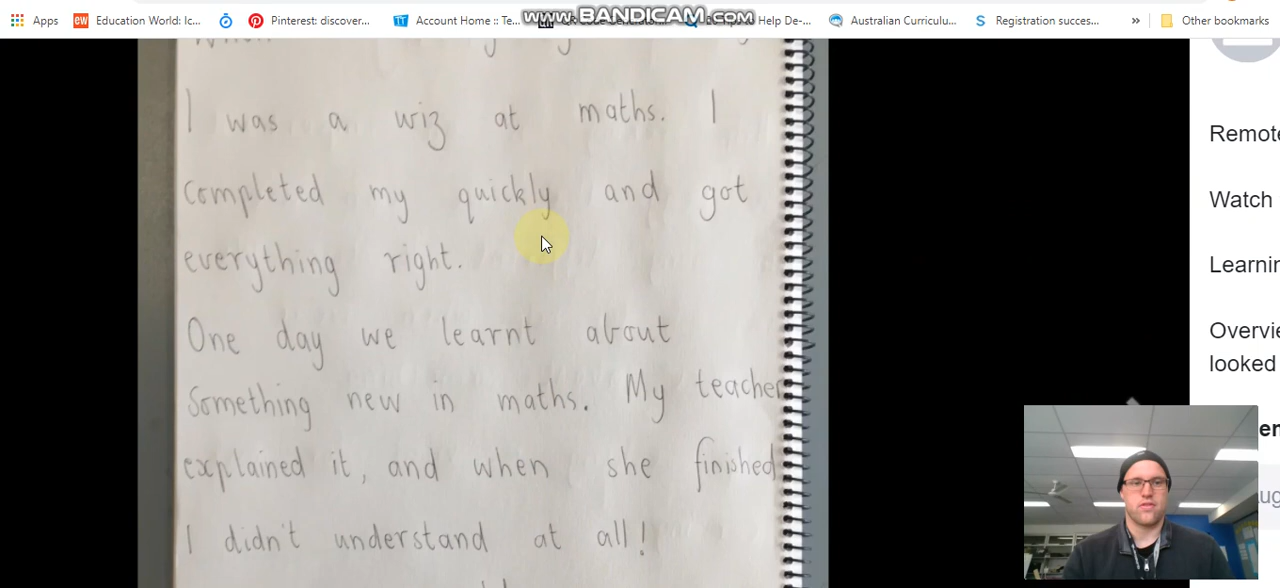 www.BANDICAM.com
Apps
Education World: Ic...
Pinterest: discover...
Account Home :: Te...
Help De-...
Australian Curriculu...
Registration succes...
»
Other bookmarks
I was a wiz at maths. I
completed my quickly and got
everything right.
One day we learnt about
Something new in maths. My teacher
explained it, and when she finished
I didn't understand at all!
Remote
Watch
Learnin
Overvie
looked